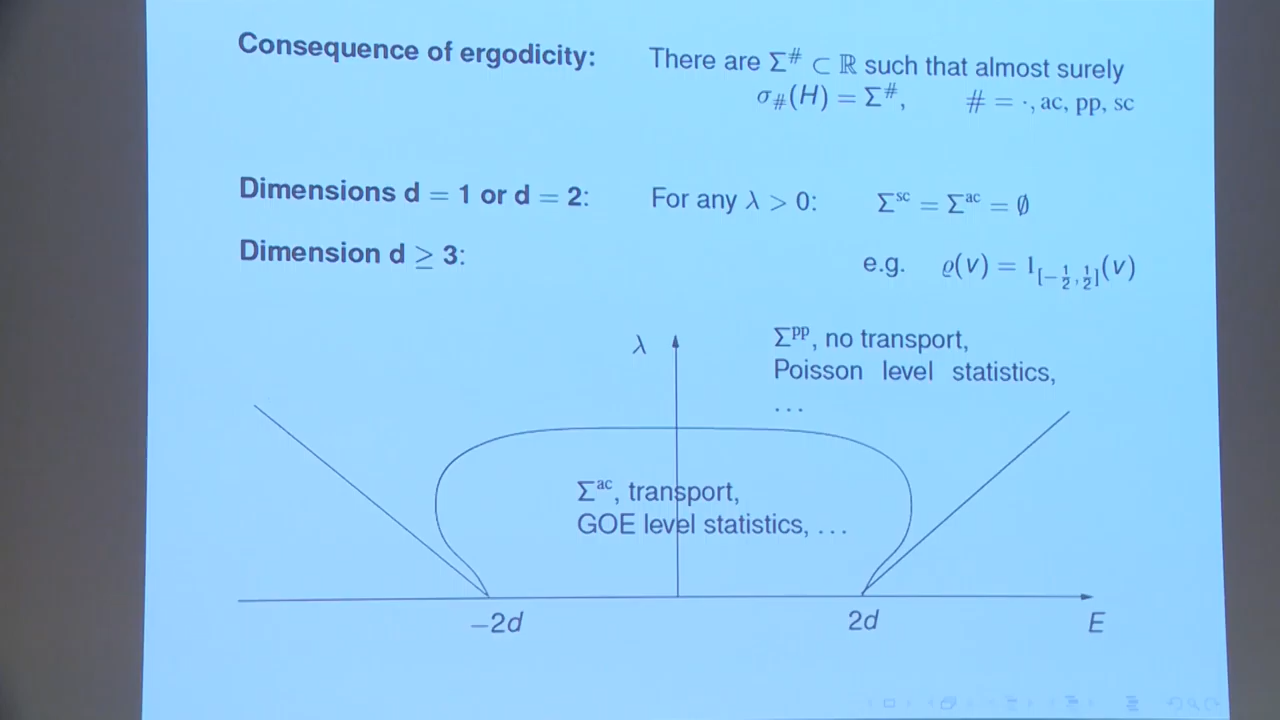 Consequence of ergodicity: There are Σ^# ⊂ ℝ such that almost surely
σ_#(H) = Σ^#, # = ·, ac, pp, sc
Dimensions d = 1 or d = 2: For any λ > 0: Σ^sc = Σ^ac = ∅
Dimension d ≥ 3: e.g. ϱ(v) = 1_[−1/2,1/2](v)
λ
Σ^pp, no transport,
Poisson level statistics,
...
Σ^ac, transport,
GOE level statistics, ...
−2d 2d E